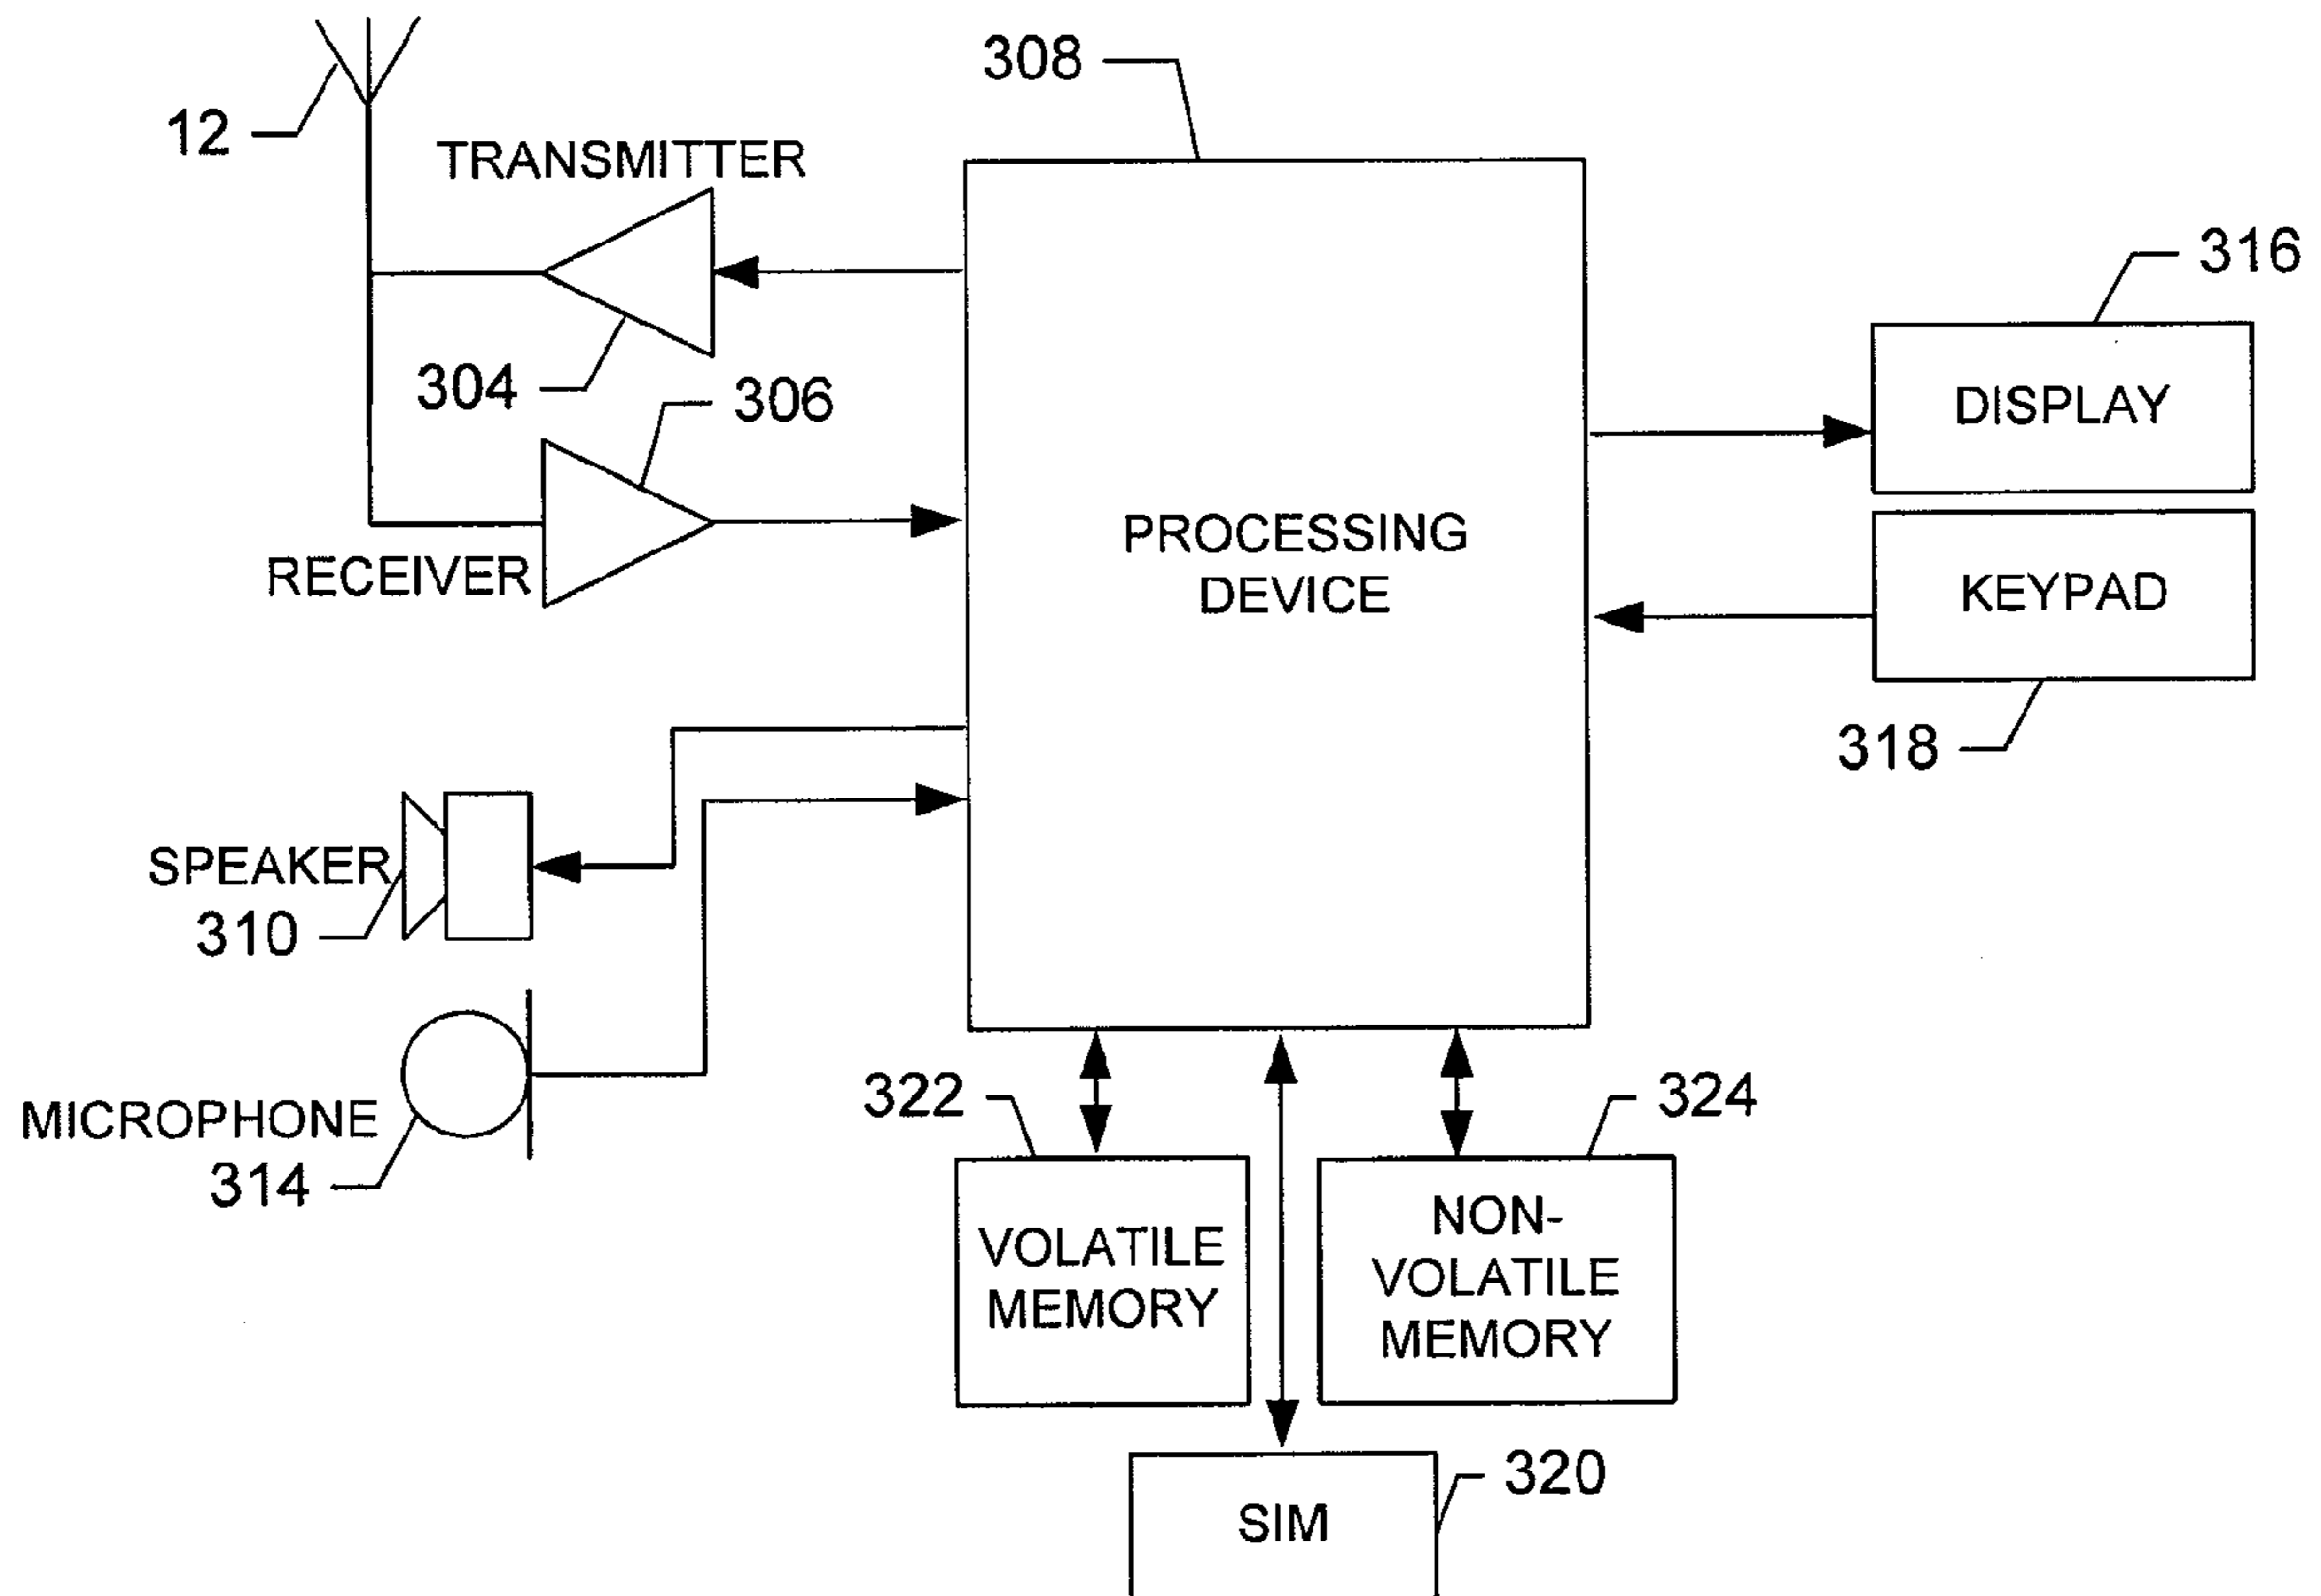 308
12
TRANSMITTER
316
304
306
DISPLAY
PROCESSING
DEVICE
RECEIVER
KEYPAD
318
SPEAKER
310
322
324
MICROPHONE
314
VOLATILE
MEMORY
NON-
VOLATILE
MEMORY
320
SIM